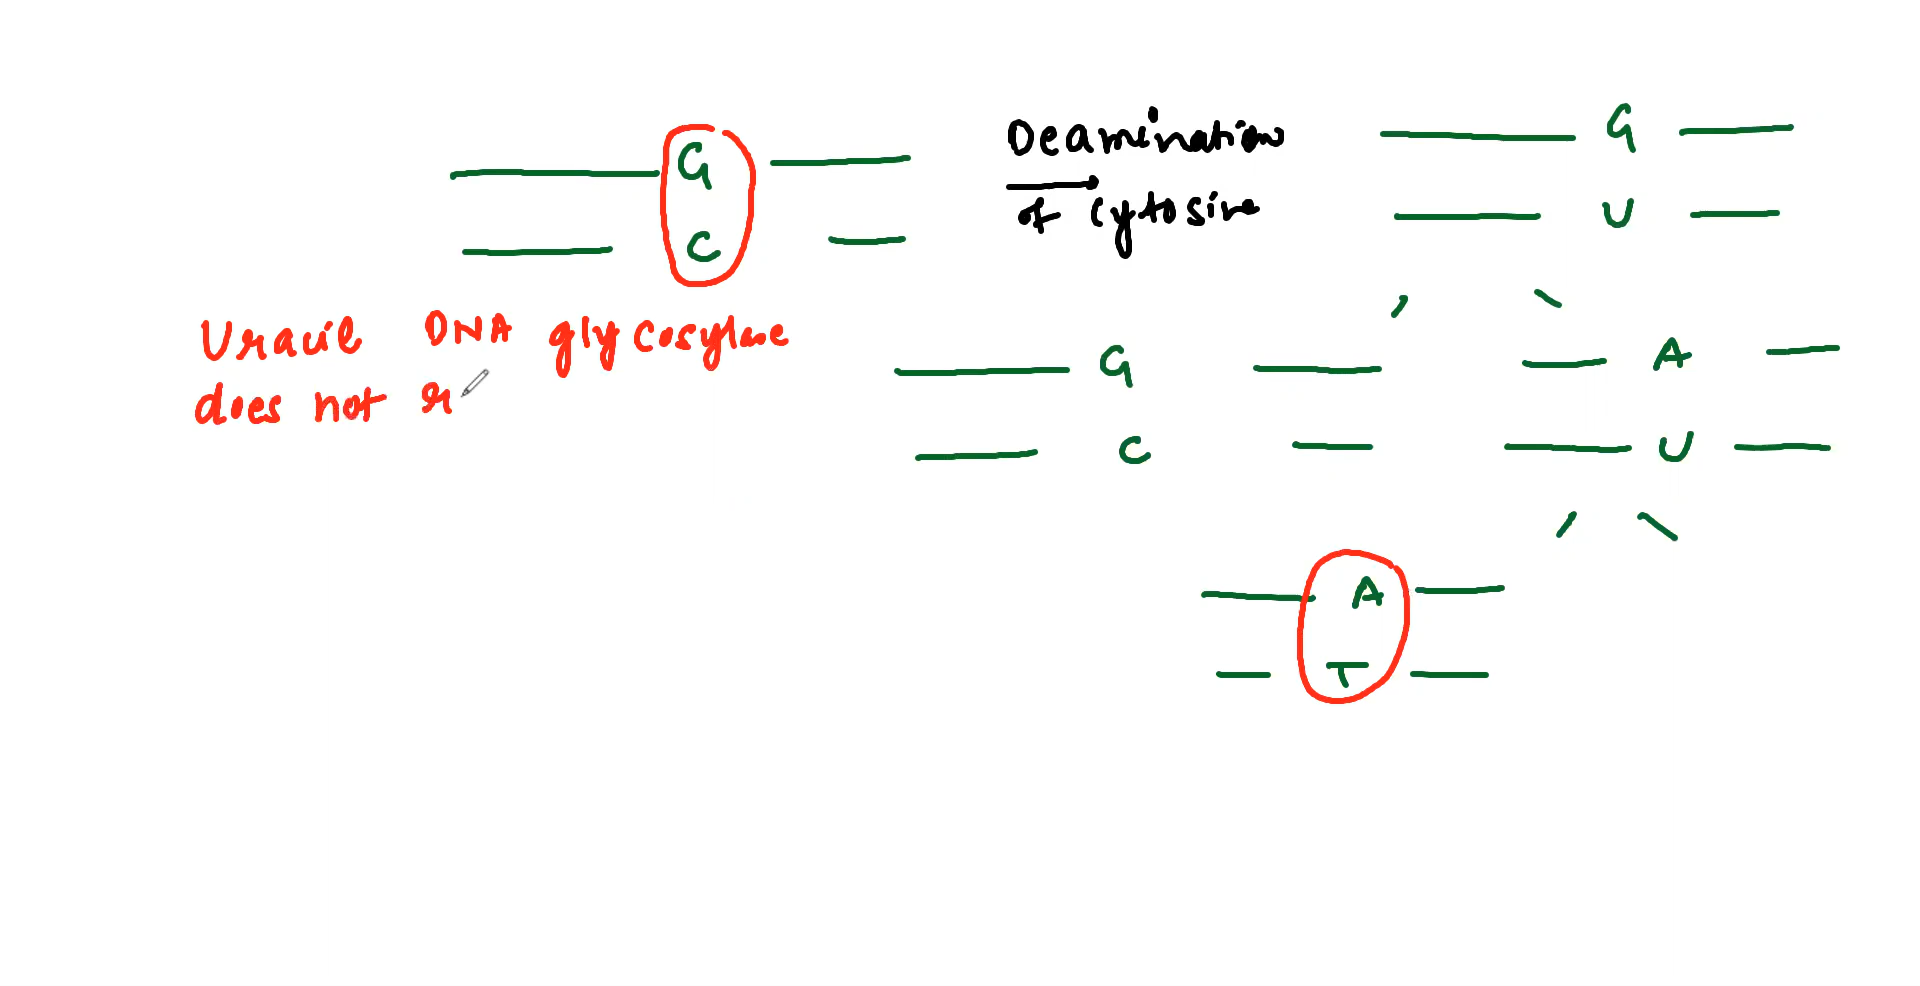 G
C
Deamination
of Cytosine
G
U
Uracil DNA glycosylase
does not r
G
C
A
U
A
T